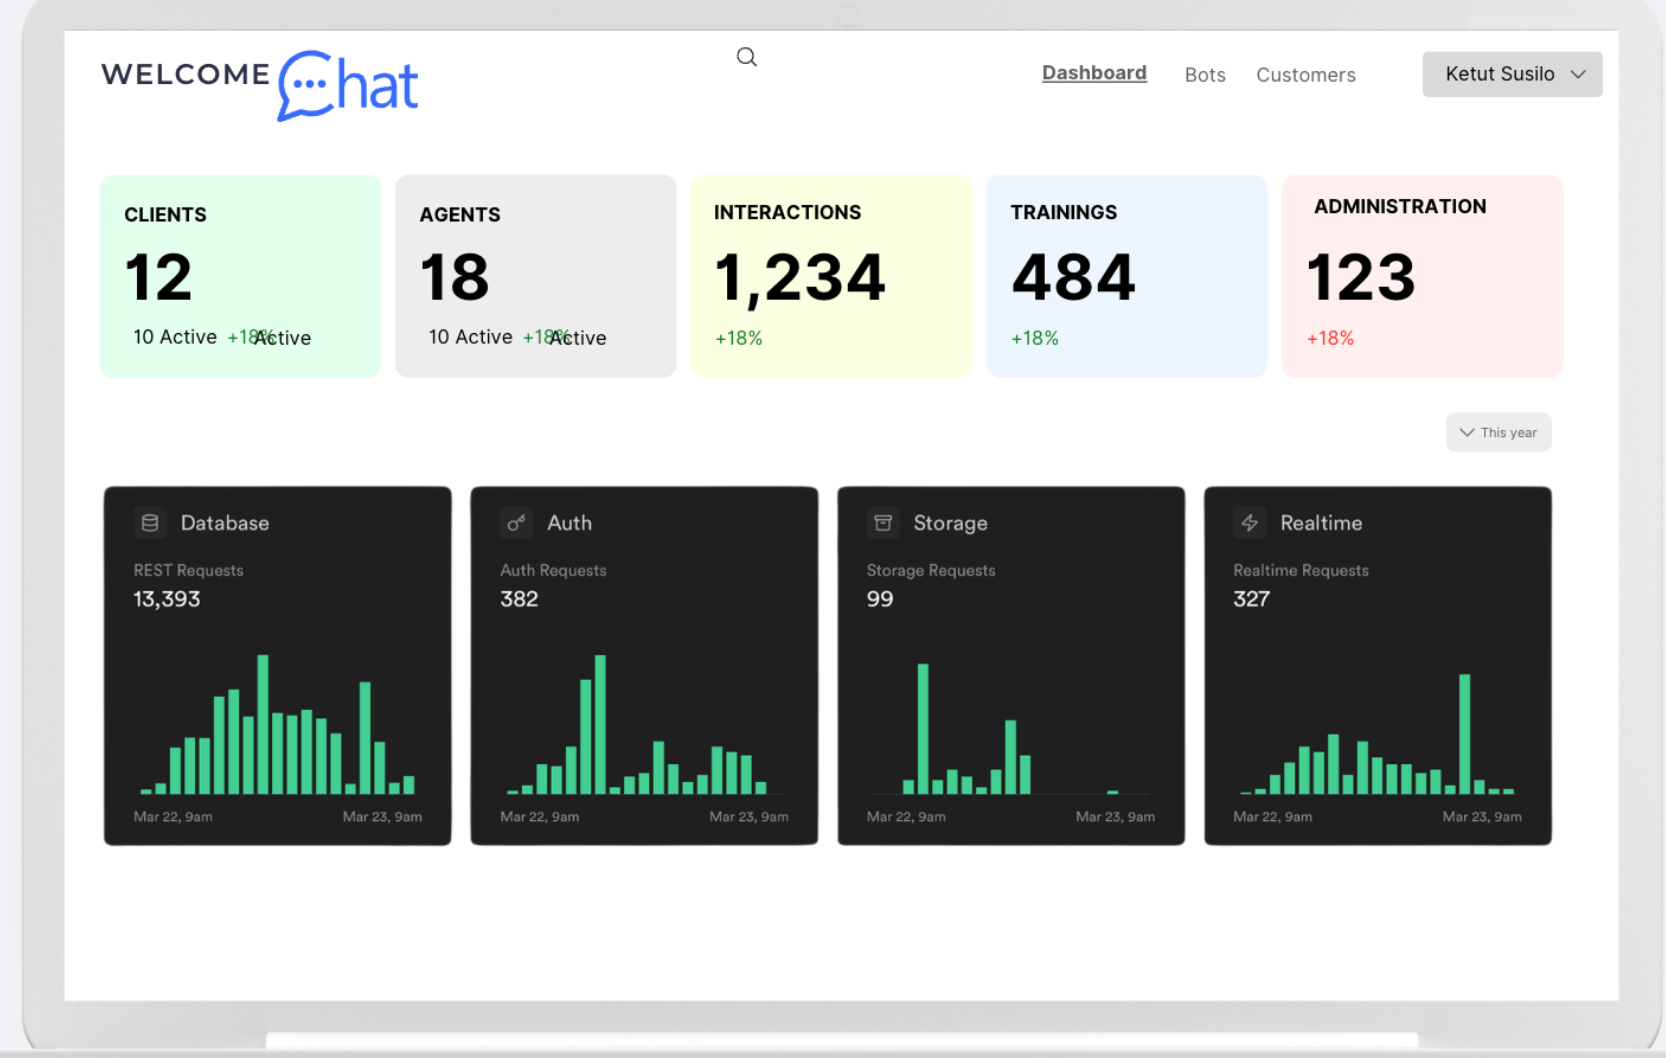 WELCOME Chat
Dashboard Bots Customers Ketut Susilo
CLIENTS
12
10 Active +18% Active
AGENTS
18
10 Active +18% Active
INTERACTIONS
1,234
+18%
TRAININGS
484
+18%
ADMINISTRATION
123
+18%
This year
Database
REST Requests
13,393
Mar 22, 9am Mar 23, 9am
Auth
Auth Requests
382
Mar 22, 9am Mar 23, 9am
Storage
Storage Requests
99
Mar 22, 9am Mar 23, 9am
Realtime
Realtime Requests
327
Mar 22, 9am Mar 23, 9am